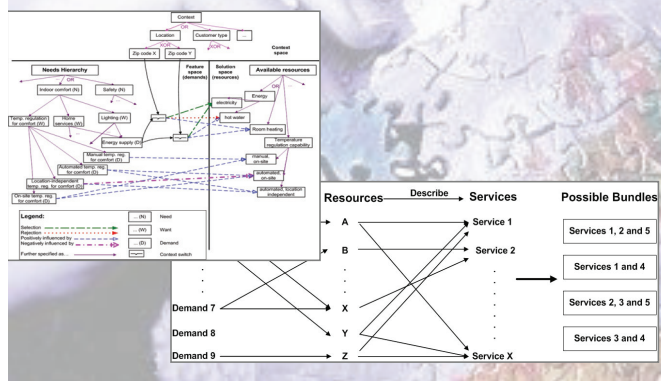 Context
OR
Location
Customer type
...
XOR
XOR
Zip code X
Zip code Y
Context
space
Needs Hierarchy
Feature
space
(demands)
Solution
space
(resources)
Available resources
OR
Indoor comfort (N)
Safety (N)
OR
Energy
electricity
Temp. regulation
for comfort (W)
Home
services (W)
Lighting (W)
hot water
Room heating
Energy supply (D)
Temperature
regulation capability
Manual temp. reg.
for comfort (D)
manual,
on-site
Automated temp. reg.
for comfort (D)
automated,
on-site
Location-independent
temp. reg. for comfort (D)
automated, location
independent
On-site temp. reg.
for comfort (D)
Legend:
Selection
Rejection
Positively influenced by
Negatively influenced by
Further specified as...
... (N) Need
... (W) Want
... (D) Demand
Context switch
Resources Describe Services Possible Bundles
A Service 1
Services 1, 2 and 5
B Service 2
Services 1 and 4
Demand 7 X
Services 2, 3 and 5
Demand 8 Y
Services 3 and 4
Demand 9 Z Service X